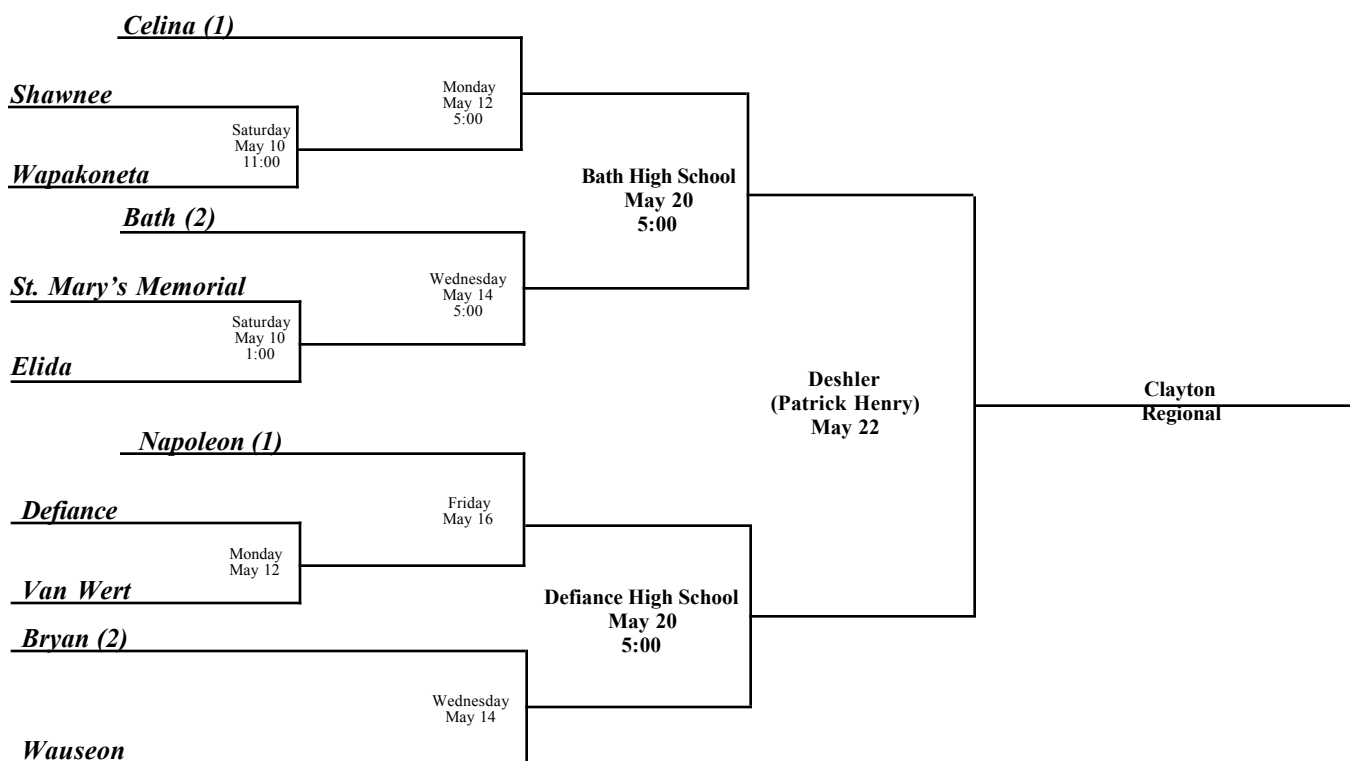 Celina (1)
Shawnee
Monday
May 12
5:00
Saturday
May 10
11:00
Wapakoneta
Bath High School
May 20
5:00
Bath (2)
St. Mary’s Memorial
Wednesday
May 14
5:00
Saturday
May 10
1:00
Elida
Deshler
(Patrick Henry)
May 22
Clayton
Regional
Napoleon (1)
Defiance
Friday
May 16
Monday
May 12
Van Wert
Defiance High School
May 20
5:00
Bryan (2)
Wednesday
May 14
Wauseon